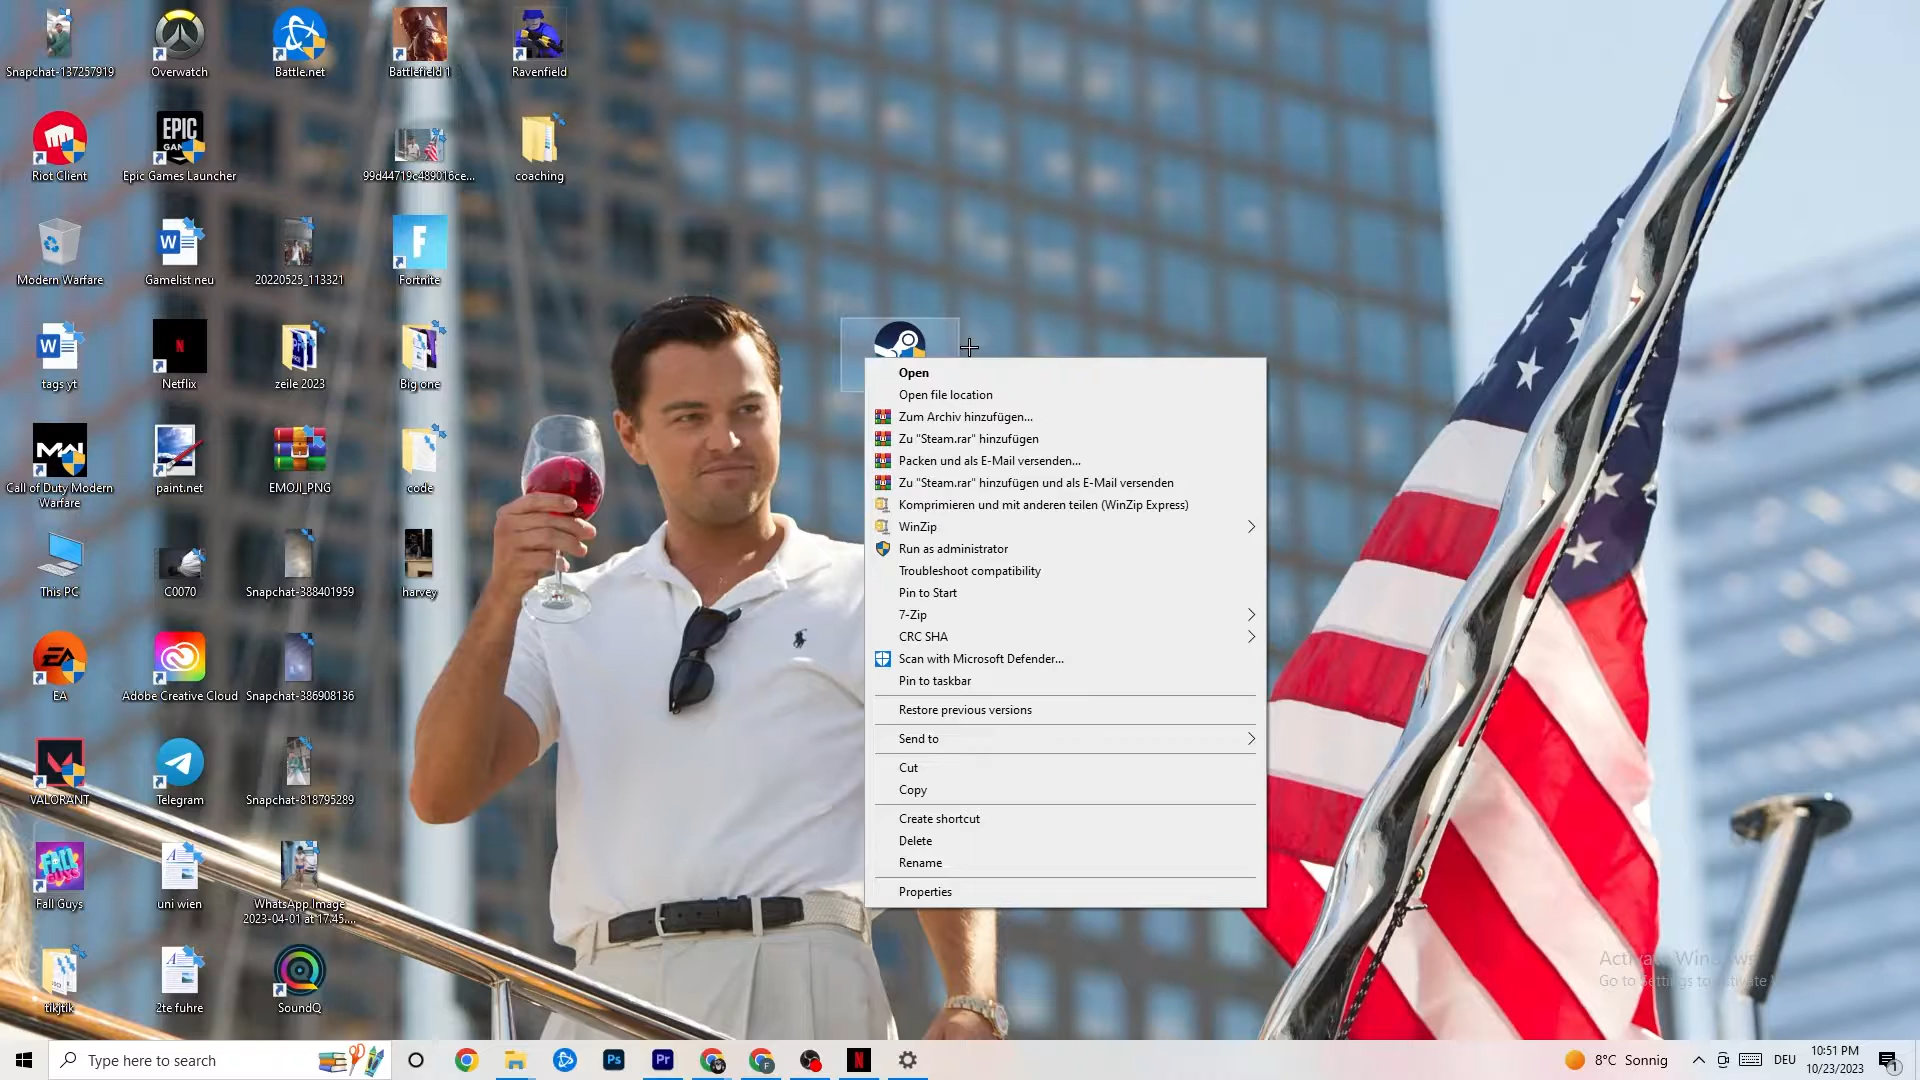 Snapchat-137257919
Overwatch
Battle.net
Battlefield 1
Ravenfield
Riot Client
EPIC
GAM
Epic Games Launcher
99d44719c489016ce...
coaching
Modern Warfare
Gamelist neu
20220525_113321
F
Fortnite
tags yt
N
Netflix
zeile 2023
Big one
Call of Duty Modern
Warfare
paint.net
EMOJI_PNG
code
This PC
C0070
Snapchat-388401959
harvey
EA
EA
Adobe Creative Cloud
Snapchat-386908136
VALORANT
Telegram
Snapchat-818795289
FALL
GUYS
Fall Guys
uni wien
WhatsApp Image
2023-04-01 at 17.45....
tikjtik
2te fuhre
SoundQ
Open
Open file location
Zum Archiv hinzufügen...
Zu "Steam.rar" hinzufügen
Packen und als E-Mail versenden...
Zu "Steam.rar" hinzufügen und als E-Mail versenden
Komprimieren und mit anderen teilen (WinZip Express)
WinZip
Run as administrator
Troubleshoot compatibility
Pin to Start
7-Zip
CRC SHA
Scan with Microsoft Defender...
Pin to taskbar
Restore previous versions
Send to
Cut
Copy
Create shortcut
Delete
Rename
Properties
Activate Windows
Go to Settings to activate
Type here to search
Ps
Pr
F
N
8°C Sonnig
DEU
10:51 PM
10/23/2023
1